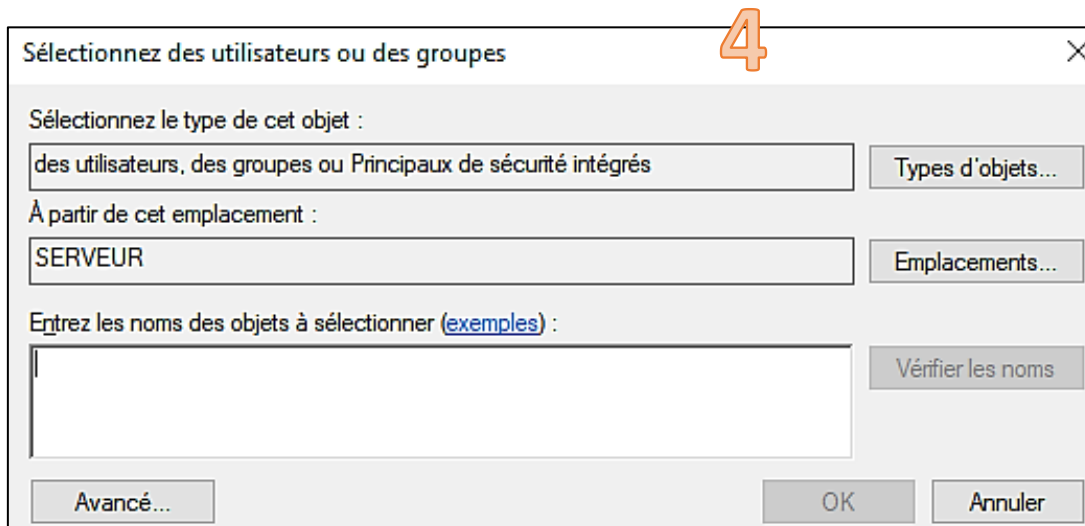 4
Sélectionnez des utilisateurs ou des groupes
Sélectionnez le type de cet objet :
des utilisateurs, des groupes ou Principaux de sécurité intégrés
Types d'objets...
À partir de cet emplacement :
SERVEUR
Emplacements...
Entrez les noms des objets à sélectionner (exemples) :
Vérifier les noms
Avancé...
OK
Annuler